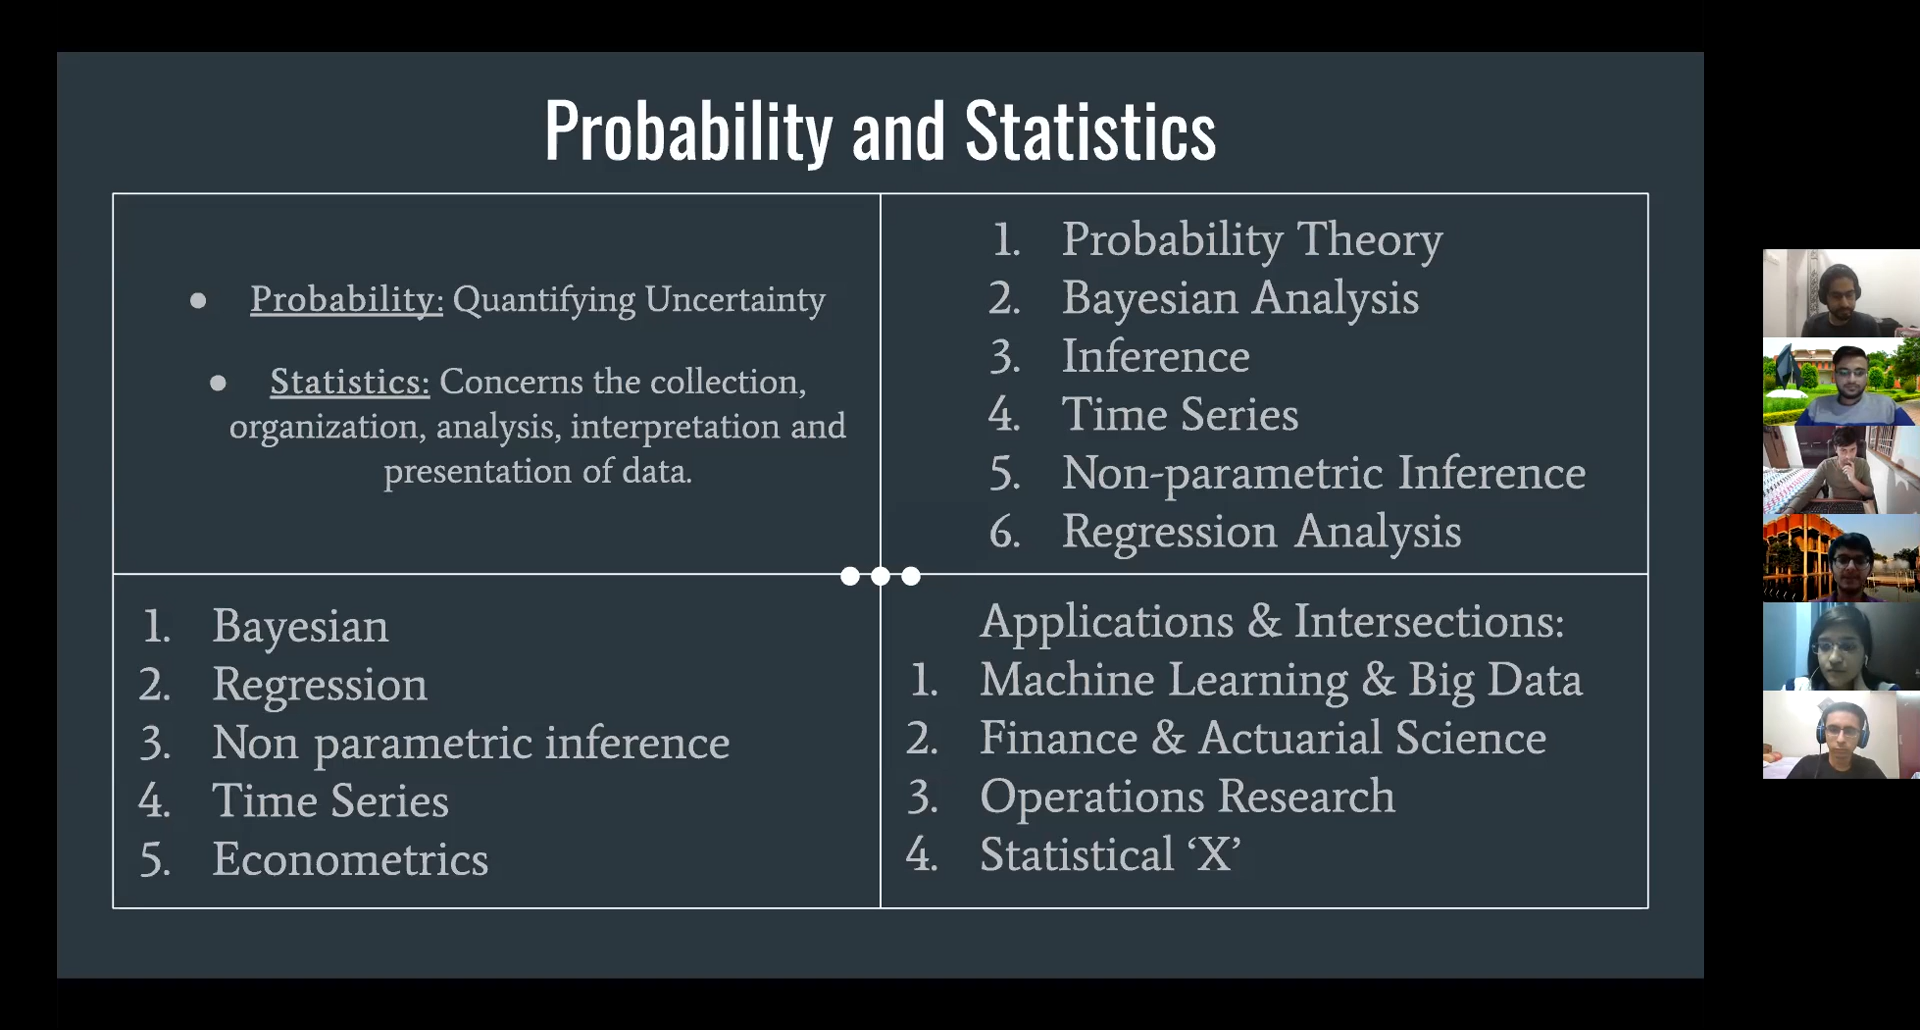 Probability and Statistics
● Probability: Quantifying Uncertainty
● Statistics: Concerns the collection,
organization, analysis, interpretation and
presentation of data.
1. Probability Theory
2. Bayesian Analysis
3. Inference
4. Time Series
5. Non-parametric Inference
6. Regression Analysis
1. Bayesian
2. Regression
3. Non parametric inference
4. Time Series
5. Econometrics
Applications & Intersections:
1. Machine Learning & Big Data
2. Finance & Actuarial Science
3. Operations Research
4. Statistical ‘X’